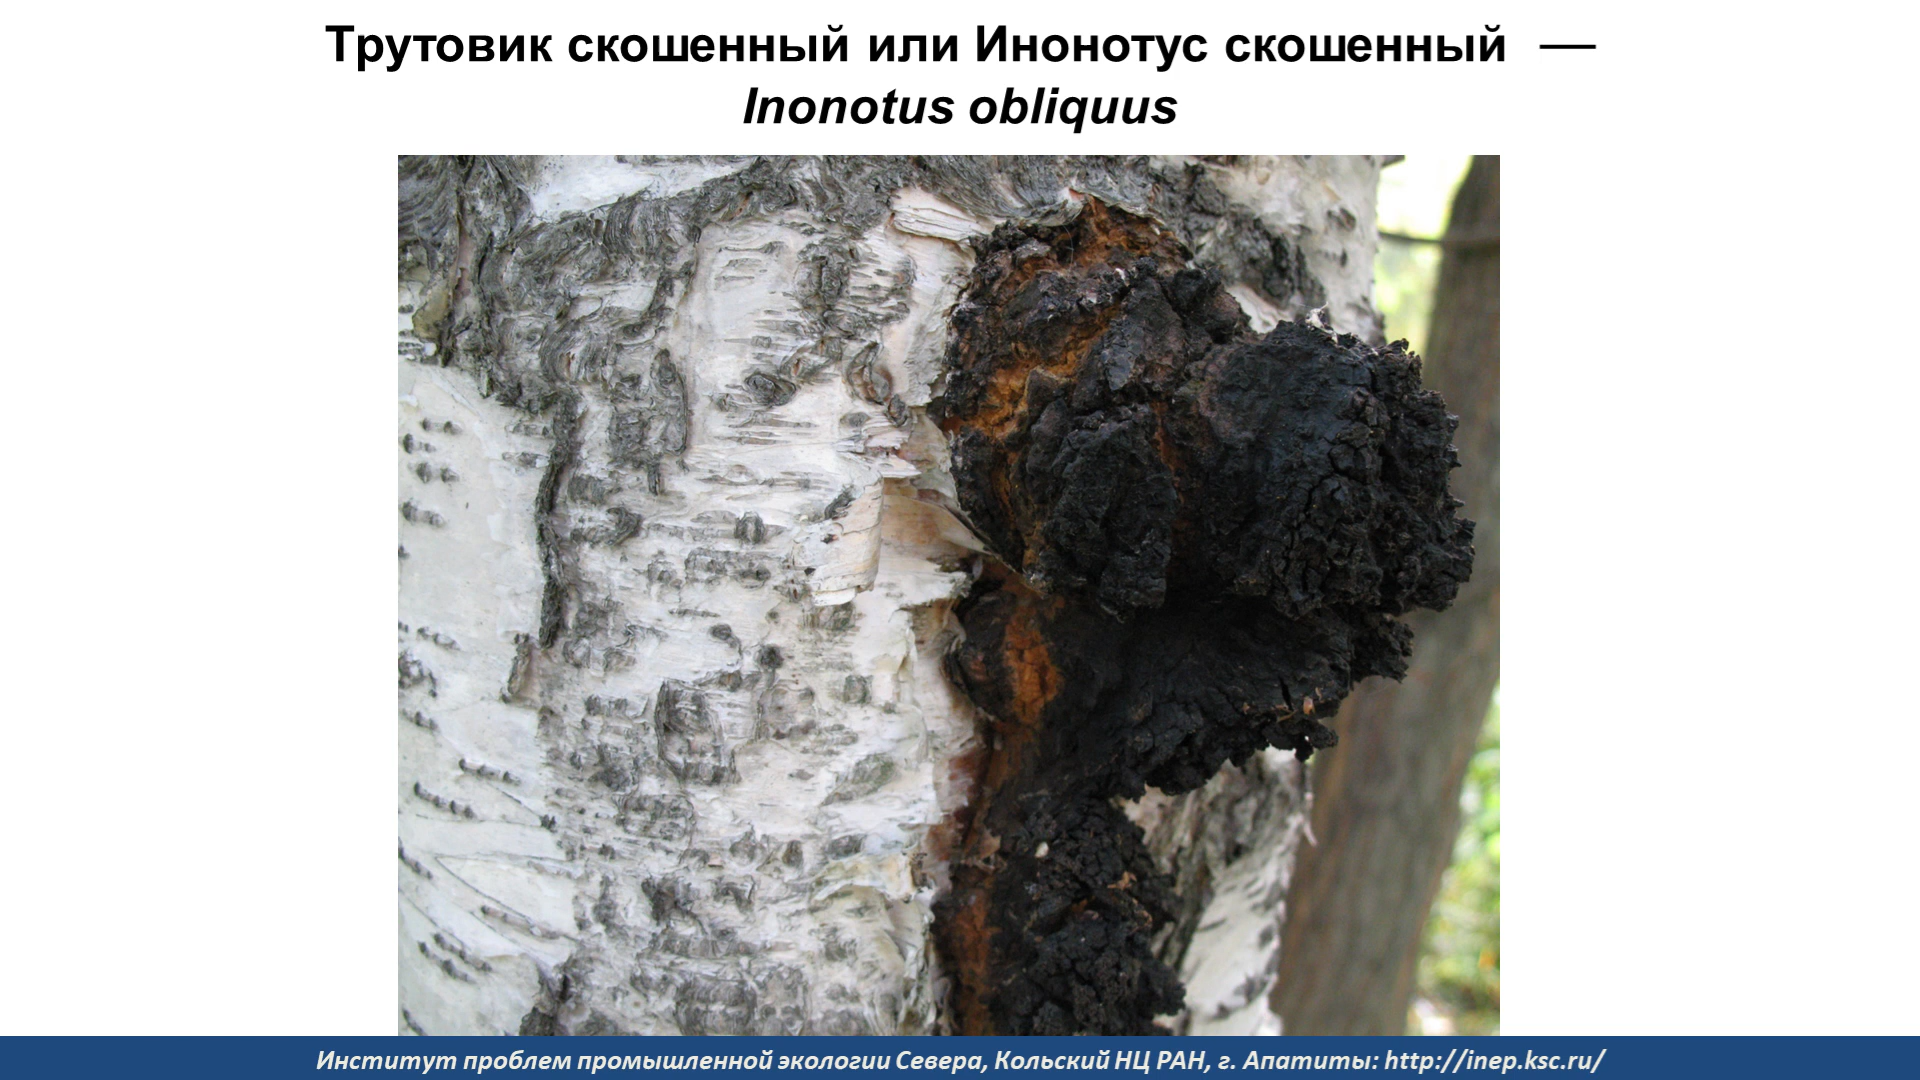 Трутовик скошенный или Инонотус скошенный —
Inonotus obliquus
Институт проблем промышленной экологии Севера, Кольский НЦ РАН, г. Апатиты: http://inep.ksc.ru/